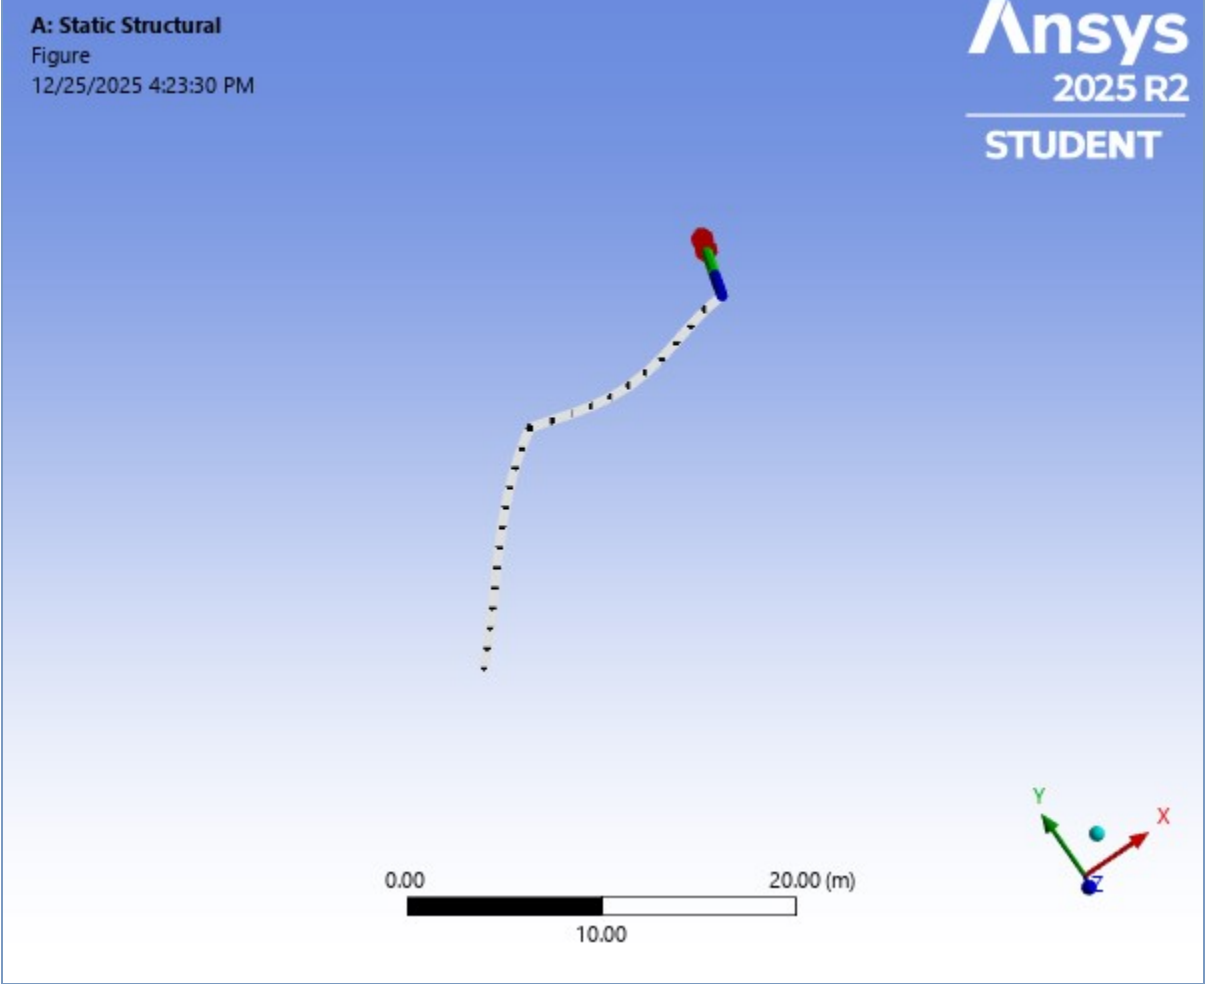 A: Static Structural
Figure
12/25/2025 4:23:30 PM
Ansys
2025 R2
STUDENT
Y
X
Z
0.00
20.00 (m)
10.00